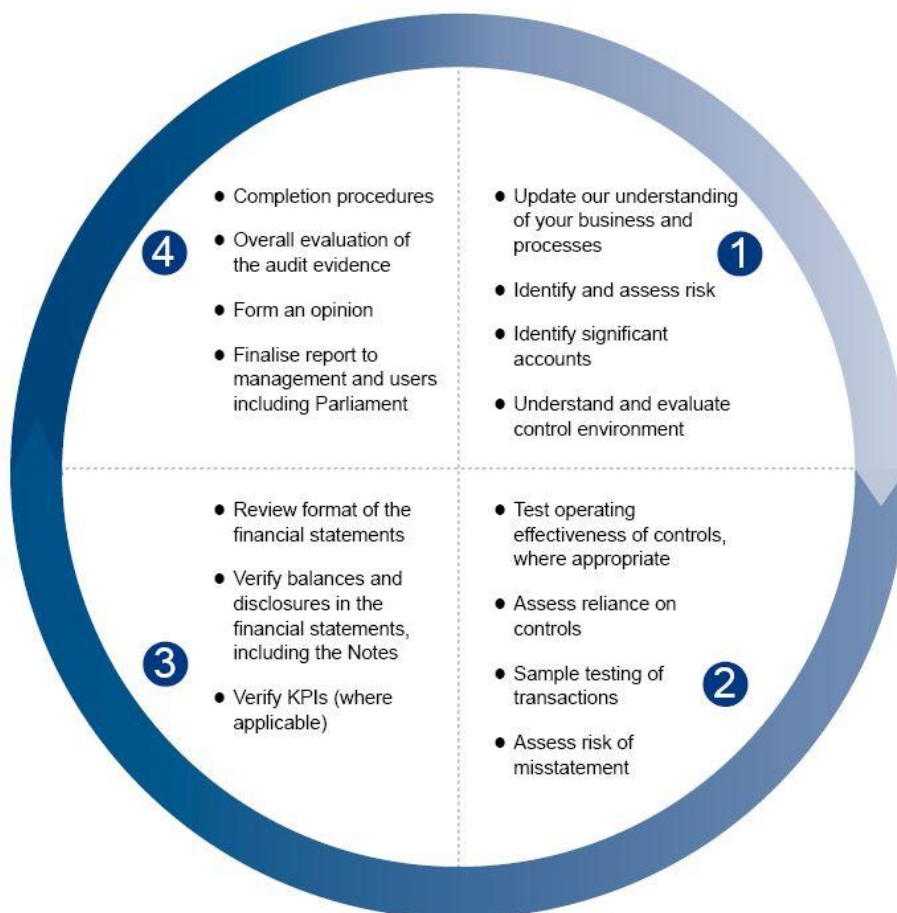 1
● Update our understanding
of your business and
processes
● Identify and assess risk
● Identify significant
accounts
● Understand and evaluate
control environment
2
● Test operating
effectiveness of controls,
where appropriate
● Assess reliance on
controls
● Sample testing of
transactions
● Assess risk of
misstatement
3
● Review format of the
financial statements
● Verify balances and
disclosures in the
financial statements,
including the Notes
● Verify KPIs (where
applicable)
4
● Completion procedures
● Overall evaluation of
the audit evidence
● Form an opinion
● Finalise report to
management and users
including Parliament